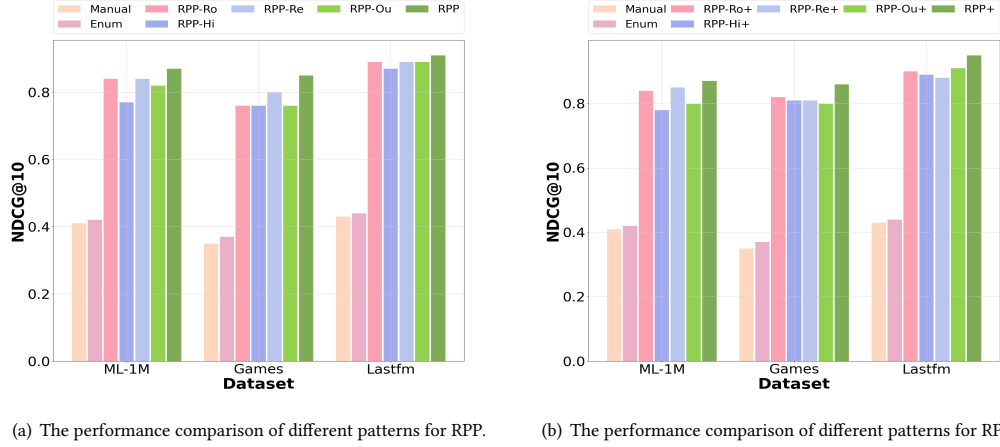 Manual RPP-Ro RPP-Re RPP-Ou RPP
Enum RPP-Hi
NDCG@10
0.8
0.6
0.4
0.2
0.0
ML-1M Games Lastfm
Dataset
(a) The performance comparison of different patterns for RPP.
Manual RPP-Ro+ RPP-Re+ RPP-Ou+ RPP+
Enum RPP-Hi+
NDCG@10
0.8
0.6
0.4
0.2
0.0
ML-1M Games Lastfm
Dataset
(b) The performance comparison of different patterns for